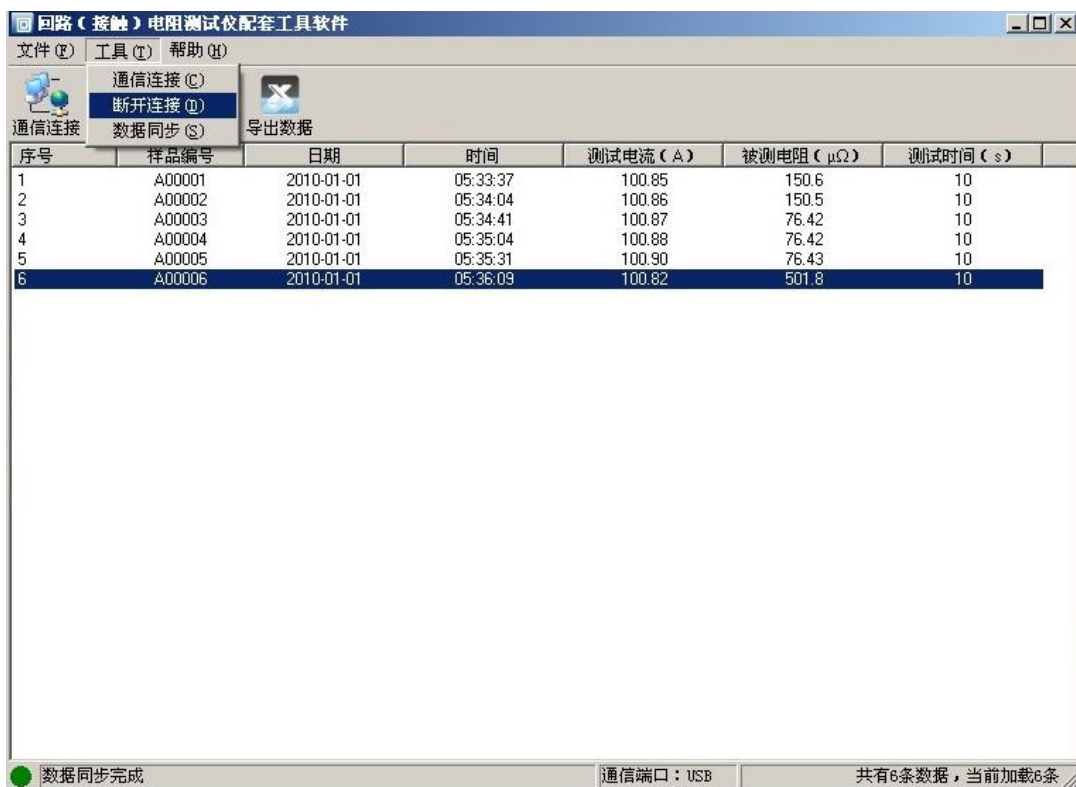 回路（接触）电阻测试仪配套工具软件
文件(F) 工具(T) 帮助(H)
通信连接(C)
断开连接(D)
数据同步(S)
通信连接 导出数据
序号 样品编号 日期 时间 测试电流(A) 被测电阻(μΩ) 测试时间(s)
1 A00001 2010-01-01 05:33:37 100.85 150.6 10
2 A00002 2010-01-01 05:34:04 100.86 150.5 10
3 A00003 2010-01-01 05:34:41 100.87 76.42 10
4 A00004 2010-01-01 05:35:04 100.88 76.42 10
5 A00005 2010-01-01 05:35:31 100.90 76.43 10
6 A00006 2010-01-01 05:36:09 100.82 501.8 10
数据同步完成 通信端口：USB 共有6条数据，当前加载6条